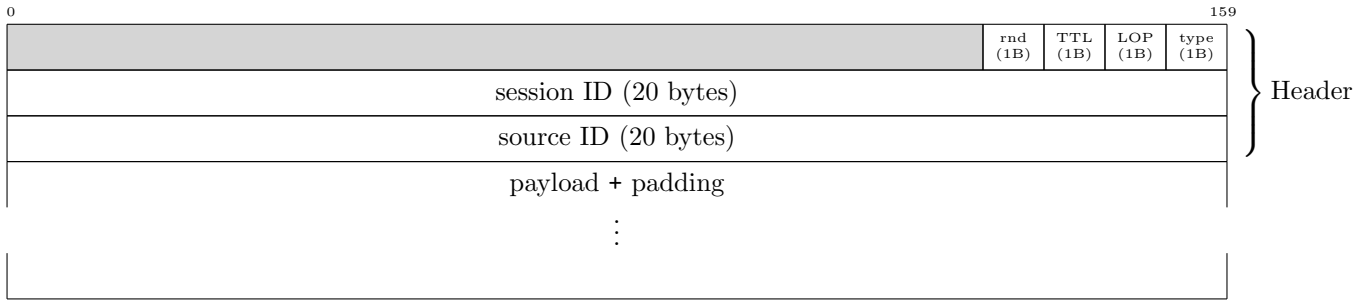 0 159
rnd TTL LOP type
(1B) (1B) (1B) (1B)
session ID (20 bytes)
Header
source ID (20 bytes)
payload + padding
⋮